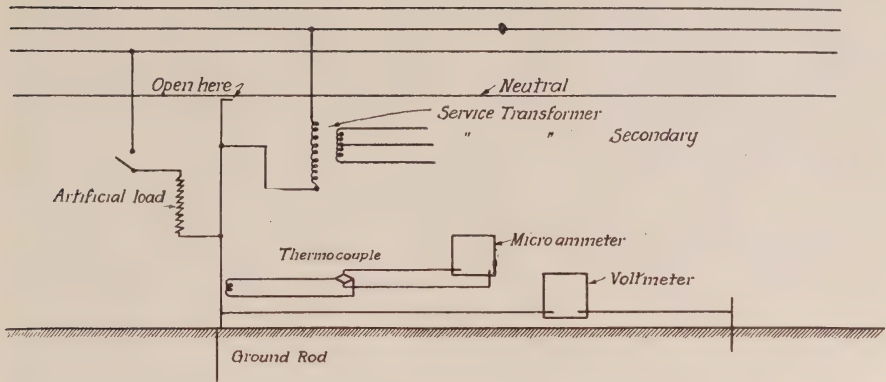 Open here
Neutral
Service Transformer
" " Secondary
Artificial load
Thermocouple
Micro ammeter
Voltmeter
Ground Rod